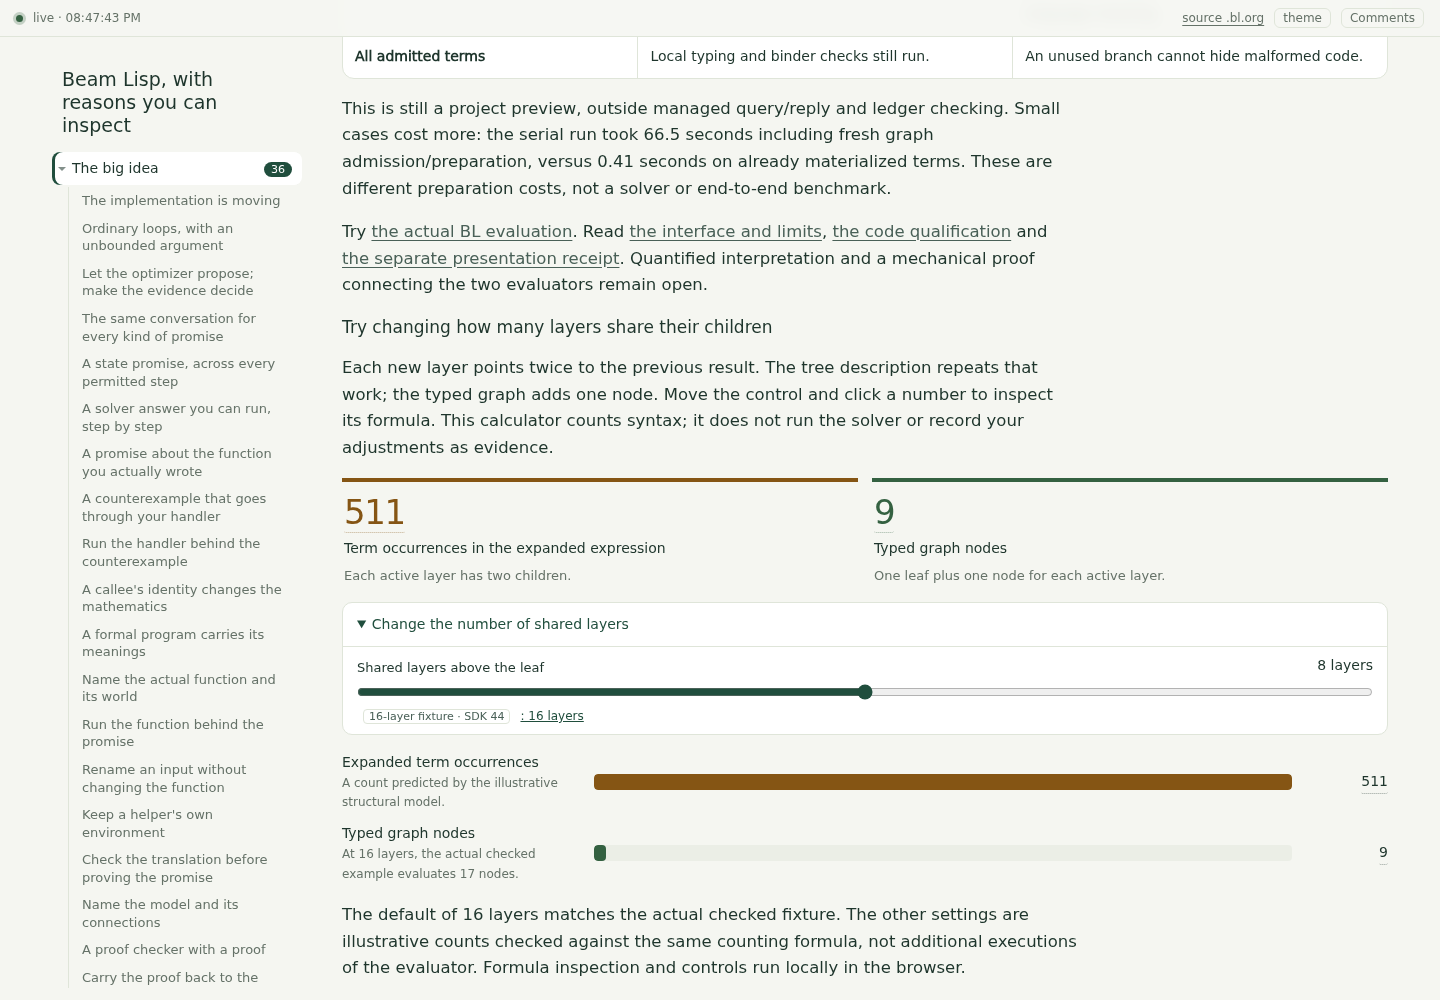 live · 08:47:43 PM
source .bl.org
theme
Comments
Beam Lisp, with
reasons you can
inspect
The big idea
36
The implementation is moving
Ordinary loops, with an
unbounded argument
Let the optimizer propose;
make the evidence decide
The same conversation for
every kind of promise
A state promise, across every
permitted step
A solver answer you can run,
step by step
A promise about the function
you actually wrote
A counterexample that goes
through your handler
Run the handler behind the
counterexample
A callee's identity changes the
mathematics
A formal program carries its
meanings
Name the actual function and
its world
Run the function behind the
promise
Rename an input without
changing the function
Keep a helper's own
environment
Check the translation before
proving the promise
Name the model and its
connections
A proof checker with a proof
Carry the proof back to the
All admitted terms
Local typing and binder checks still run.
An unused branch cannot hide malformed code.
This is still a project preview, outside managed query/reply and ledger checking. Small
cases cost more: the serial run took 66.5 seconds including fresh graph
admission/preparation, versus 0.41 seconds on already materialized terms. These are
different preparation costs, not a solver or end-to-end benchmark.
Try the actual BL evaluation. Read the interface and limits, the code qualification and
the separate presentation receipt. Quantified interpretation and a mechanical proof
connecting the two evaluators remain open.
Try changing how many layers share their children
Each new layer points twice to the previous result. The tree description repeats that
work; the typed graph adds one node. Move the control and click a number to inspect
its formula. This calculator counts syntax; it does not run the solver or record your
adjustments as evidence.
511
Term occurrences in the expanded expression
Each active layer has two children.
9
Typed graph nodes
One leaf plus one node for each active layer.
▼ Change the number of shared layers
Shared layers above the leaf
8 layers
16-layer fixture · SDK 44
: 16 layers
Expanded term occurrences
A count predicted by the illustrative
structural model.
511
Typed graph nodes
At 16 layers, the actual checked
example evaluates 17 nodes.
9
The default of 16 layers matches the actual checked fixture. The other settings are
illustrative counts checked against the same counting formula, not additional executions
of the evaluator. Formula inspection and controls run locally in the browser.